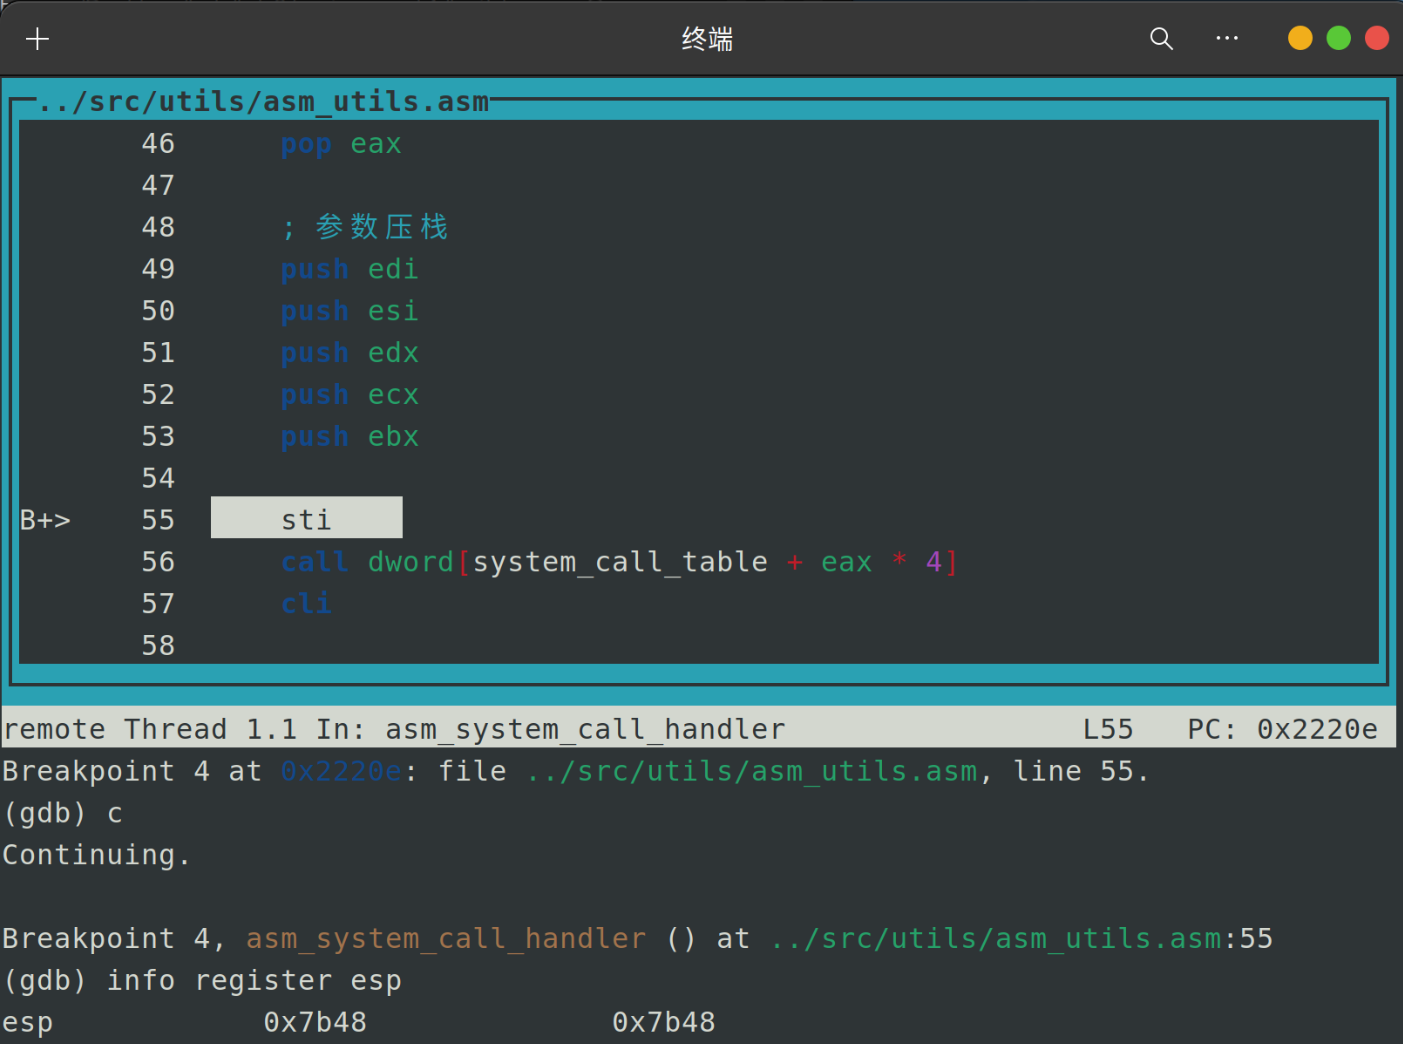 终端
../src/utils/asm_utils.asm
46 pop eax
47
48 ; 参数压栈
49 push edi
50 push esi
51 push edx
52 push ecx
53 push ebx
54
B+> 55 sti
56 call dword[system_call_table + eax * 4]
57 cli
58
remote Thread 1.1 In: asm_system_call_handler L55 PC: 0x2220e
Breakpoint 4 at 0x2220e: file ../src/utils/asm_utils.asm, line 55.
(gdb) c
Continuing.
Breakpoint 4, asm_system_call_handler () at ../src/utils/asm_utils.asm:55
(gdb) info register esp
esp 0x7b48 0x7b48